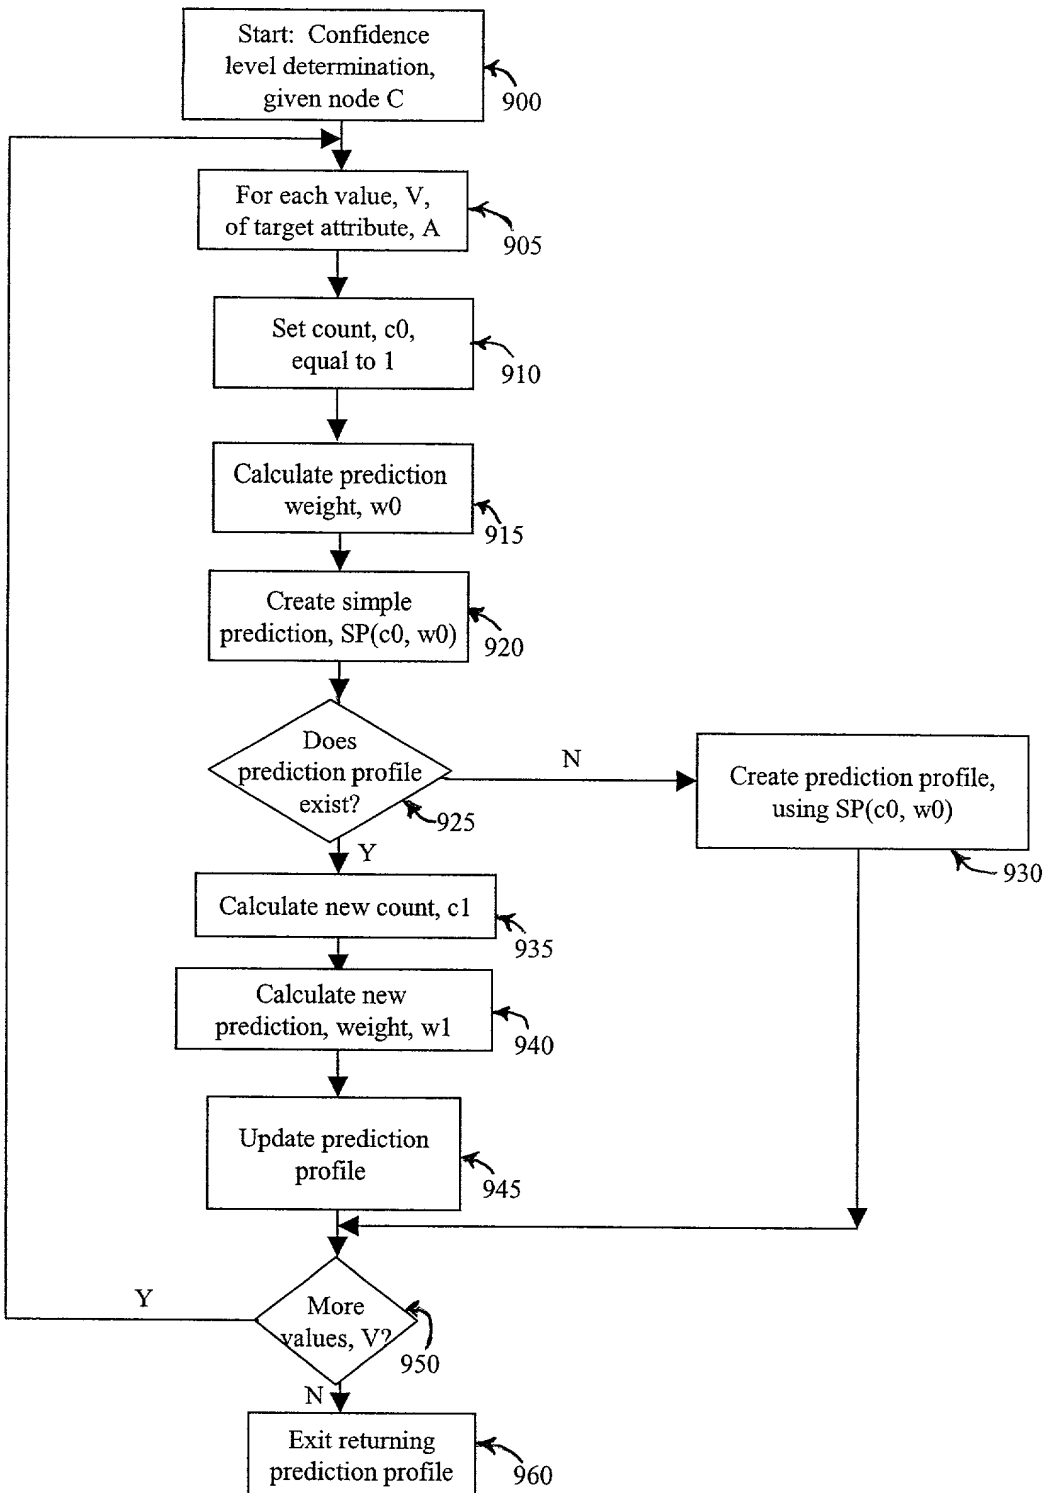 Start: Confidence
level determination,
given node C
900
For each value, V,
of target attribute, A
905
Set count, c0,
equal to 1
910
Calculate prediction
weight, w0
915
Create simple
prediction, SP(c0, w0)
920
Does
prediction profile
exist?
925
N
Create prediction profile,
using SP(c0, w0)
930
Y
Calculate new count, c1
935
Calculate new
prediction, weight, w1
940
Update prediction
profile
945
Y
More
values, V?
950
N
Exit returning
prediction profile
960